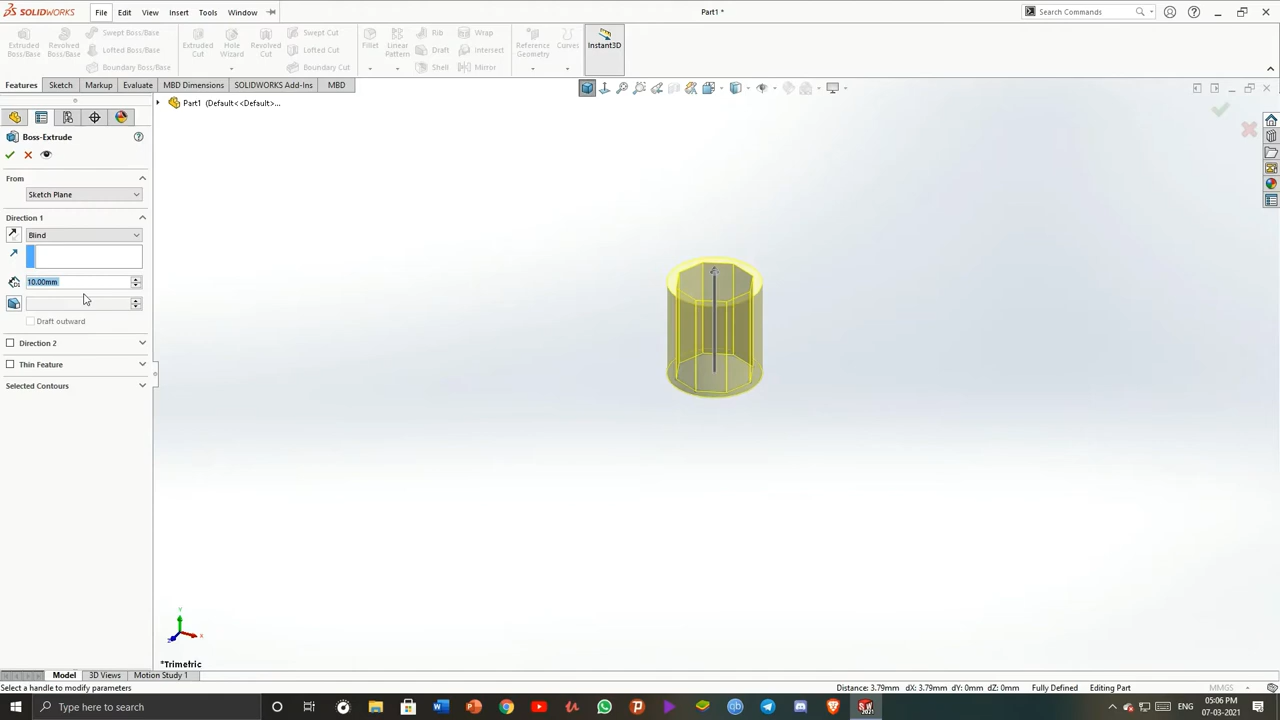 SOLIDWORKS File Edit View Insert Tools Window Part1 * Search Commands
Extruded Boss/Base
Revolved Boss/Base
Swept Boss/Base
Lofted Boss/Base
Boundary Boss/Base
Extruded Cut
Hole Wizard
Revolved Cut
Swept Cut
Lofted Cut
Boundary Cut
Fillet
Linear Pattern
Rib
Draft
Shell
Wrap
Intersect
Mirror
Reference Geometry
Curves
Instant3D
Features Sketch Markup Evaluate MBD Dimensions SOLIDWORKS Add-Ins MBD
Part1 (Default<<Default>...
Boss-Extrude
From
Sketch Plane
Direction 1
Blind
10.00mm
Draft outward
Direction 2
Thin Feature
Selected Contours
Y
X
Z
*Trimetric
Model 3D Views Motion Study 1
Select a handle to modify parameters Distance: 3.79mm dX: 3.79mm dY: 0mm dZ: 0mm Fully Defined Editing Part MMGS
Type here to search ENG 05:06 PM
07-03-2021